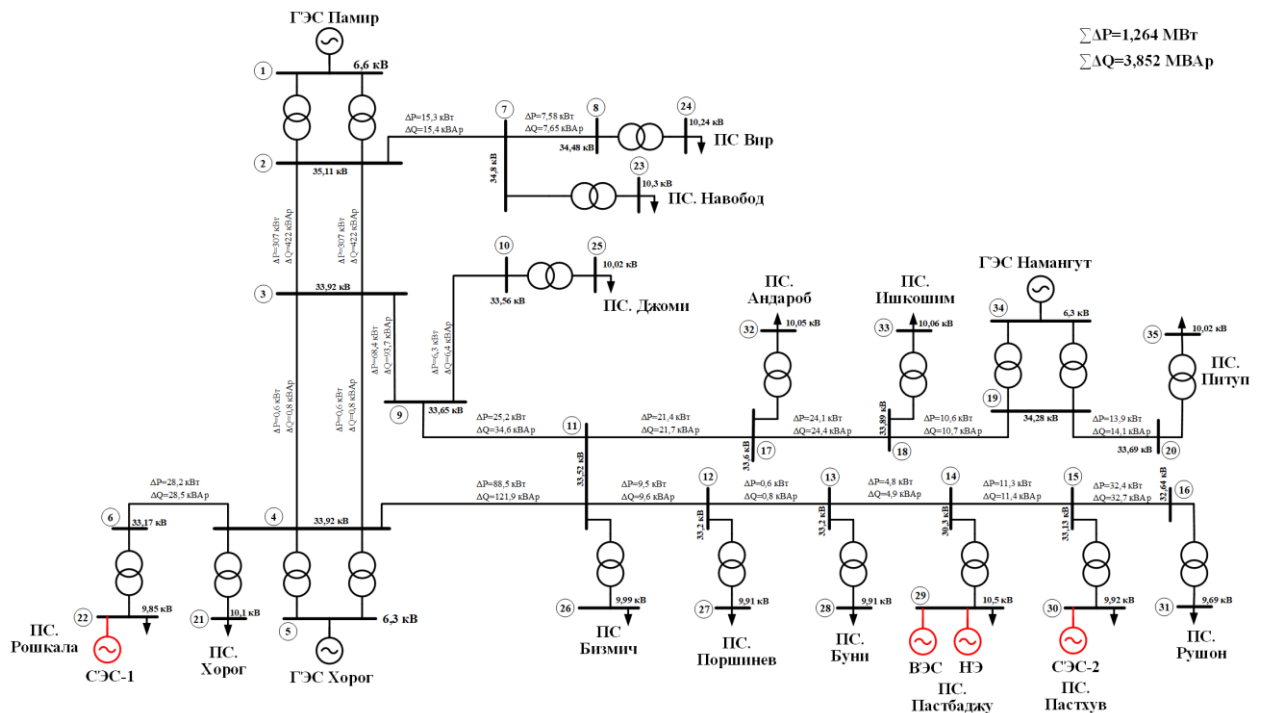 ГЭС Памир
∑ΔP=1,264 МВт
∑ΔQ=3,852 МВАр
1
6,6 кВ
7
8
24
ΔP=15,3 кВт
ΔQ=15,4 кВАр
ΔP=7,58 кВт
ΔQ=7,65 кВАр
10,24 кВ
ПС Вир
34,48 кВ
2
35,11 кВ
34,8 кВ
23
10,3 кВ
ПС. Навобод
ΔP=307 кВт
ΔQ=422 кВАр
ΔP=307 кВт
ΔQ=422 кВАр
10
25
10,02 кВ
33,56 кВ
ПС. Джоми
3
33,92 кВ
ΔP=68,4 кВт
ΔQ=93,7 кВАр
ΔP=6,3 кВт
ΔQ=6,4 кВАр
ΔP=0,6 кВт
ΔQ=0,8 кВАр
ΔP=0,6 кВт
ΔQ=0,8 кВАр
9
33,65 кВ
ПС.
Андароб
32
10,05 кВ
ПС.
Ишкошим
33
10,06 кВ
ГЭС Намангут
34
6,3 кВ
35
10,02 кВ
ПС.
Питуп
19
34,28 кВ
ΔP=25,2 кВт
ΔQ=34,6 кВАр
11
ΔP=21,4 кВт
ΔQ=21,7 кВАр
17
33,6 кВ
ΔP=24,1 кВт
ΔQ=24,4 кВАр
33,89 кВ
18
ΔP=10,6 кВт
ΔQ=10,7 кВАр
ΔP=13,9 кВт
ΔQ=14,1 кВАр
33,69 кВ
20
33,52 кВ
ΔP=28,2 кВт
ΔQ=28,5 кВАр
6
33,17 кВ
4
33,92 кВ
ΔP=88,5 кВт
ΔQ=121,9 кВАр
ΔP=9,5 кВт
ΔQ=9,6 кВАр
12
33,2 кВ
ΔP=0,6 кВт
ΔQ=0,8 кВАр
13
33,2 кВ
ΔP=4,8 кВт
ΔQ=4,9 кВАр
14
30,3 кВ
ΔP=11,3 кВт
ΔQ=11,4 кВАр
15
33,13 кВ
ΔP=32,4 кВт
ΔQ=32,7 кВАр
32,64 кВ
16
22
9,85 кВ
ПС.
Рошкала
СЭС-1
21
10,1 кВ
ПС.
Хорог
5
6,3 кВ
ГЭС Хорог
26
9,99 кВ
ПС
Бизмич
27
9,91 кВ
ПС.
Поршинев
28
9,91 кВ
ПС.
Буни
29
10,5 кВ
ВЭС
НЭ
ПС.
Пастбаджу
30
9,92 кВ
СЭС-2
ПС.
Пастхув
31
9,69 кВ
ПС.
Рушон